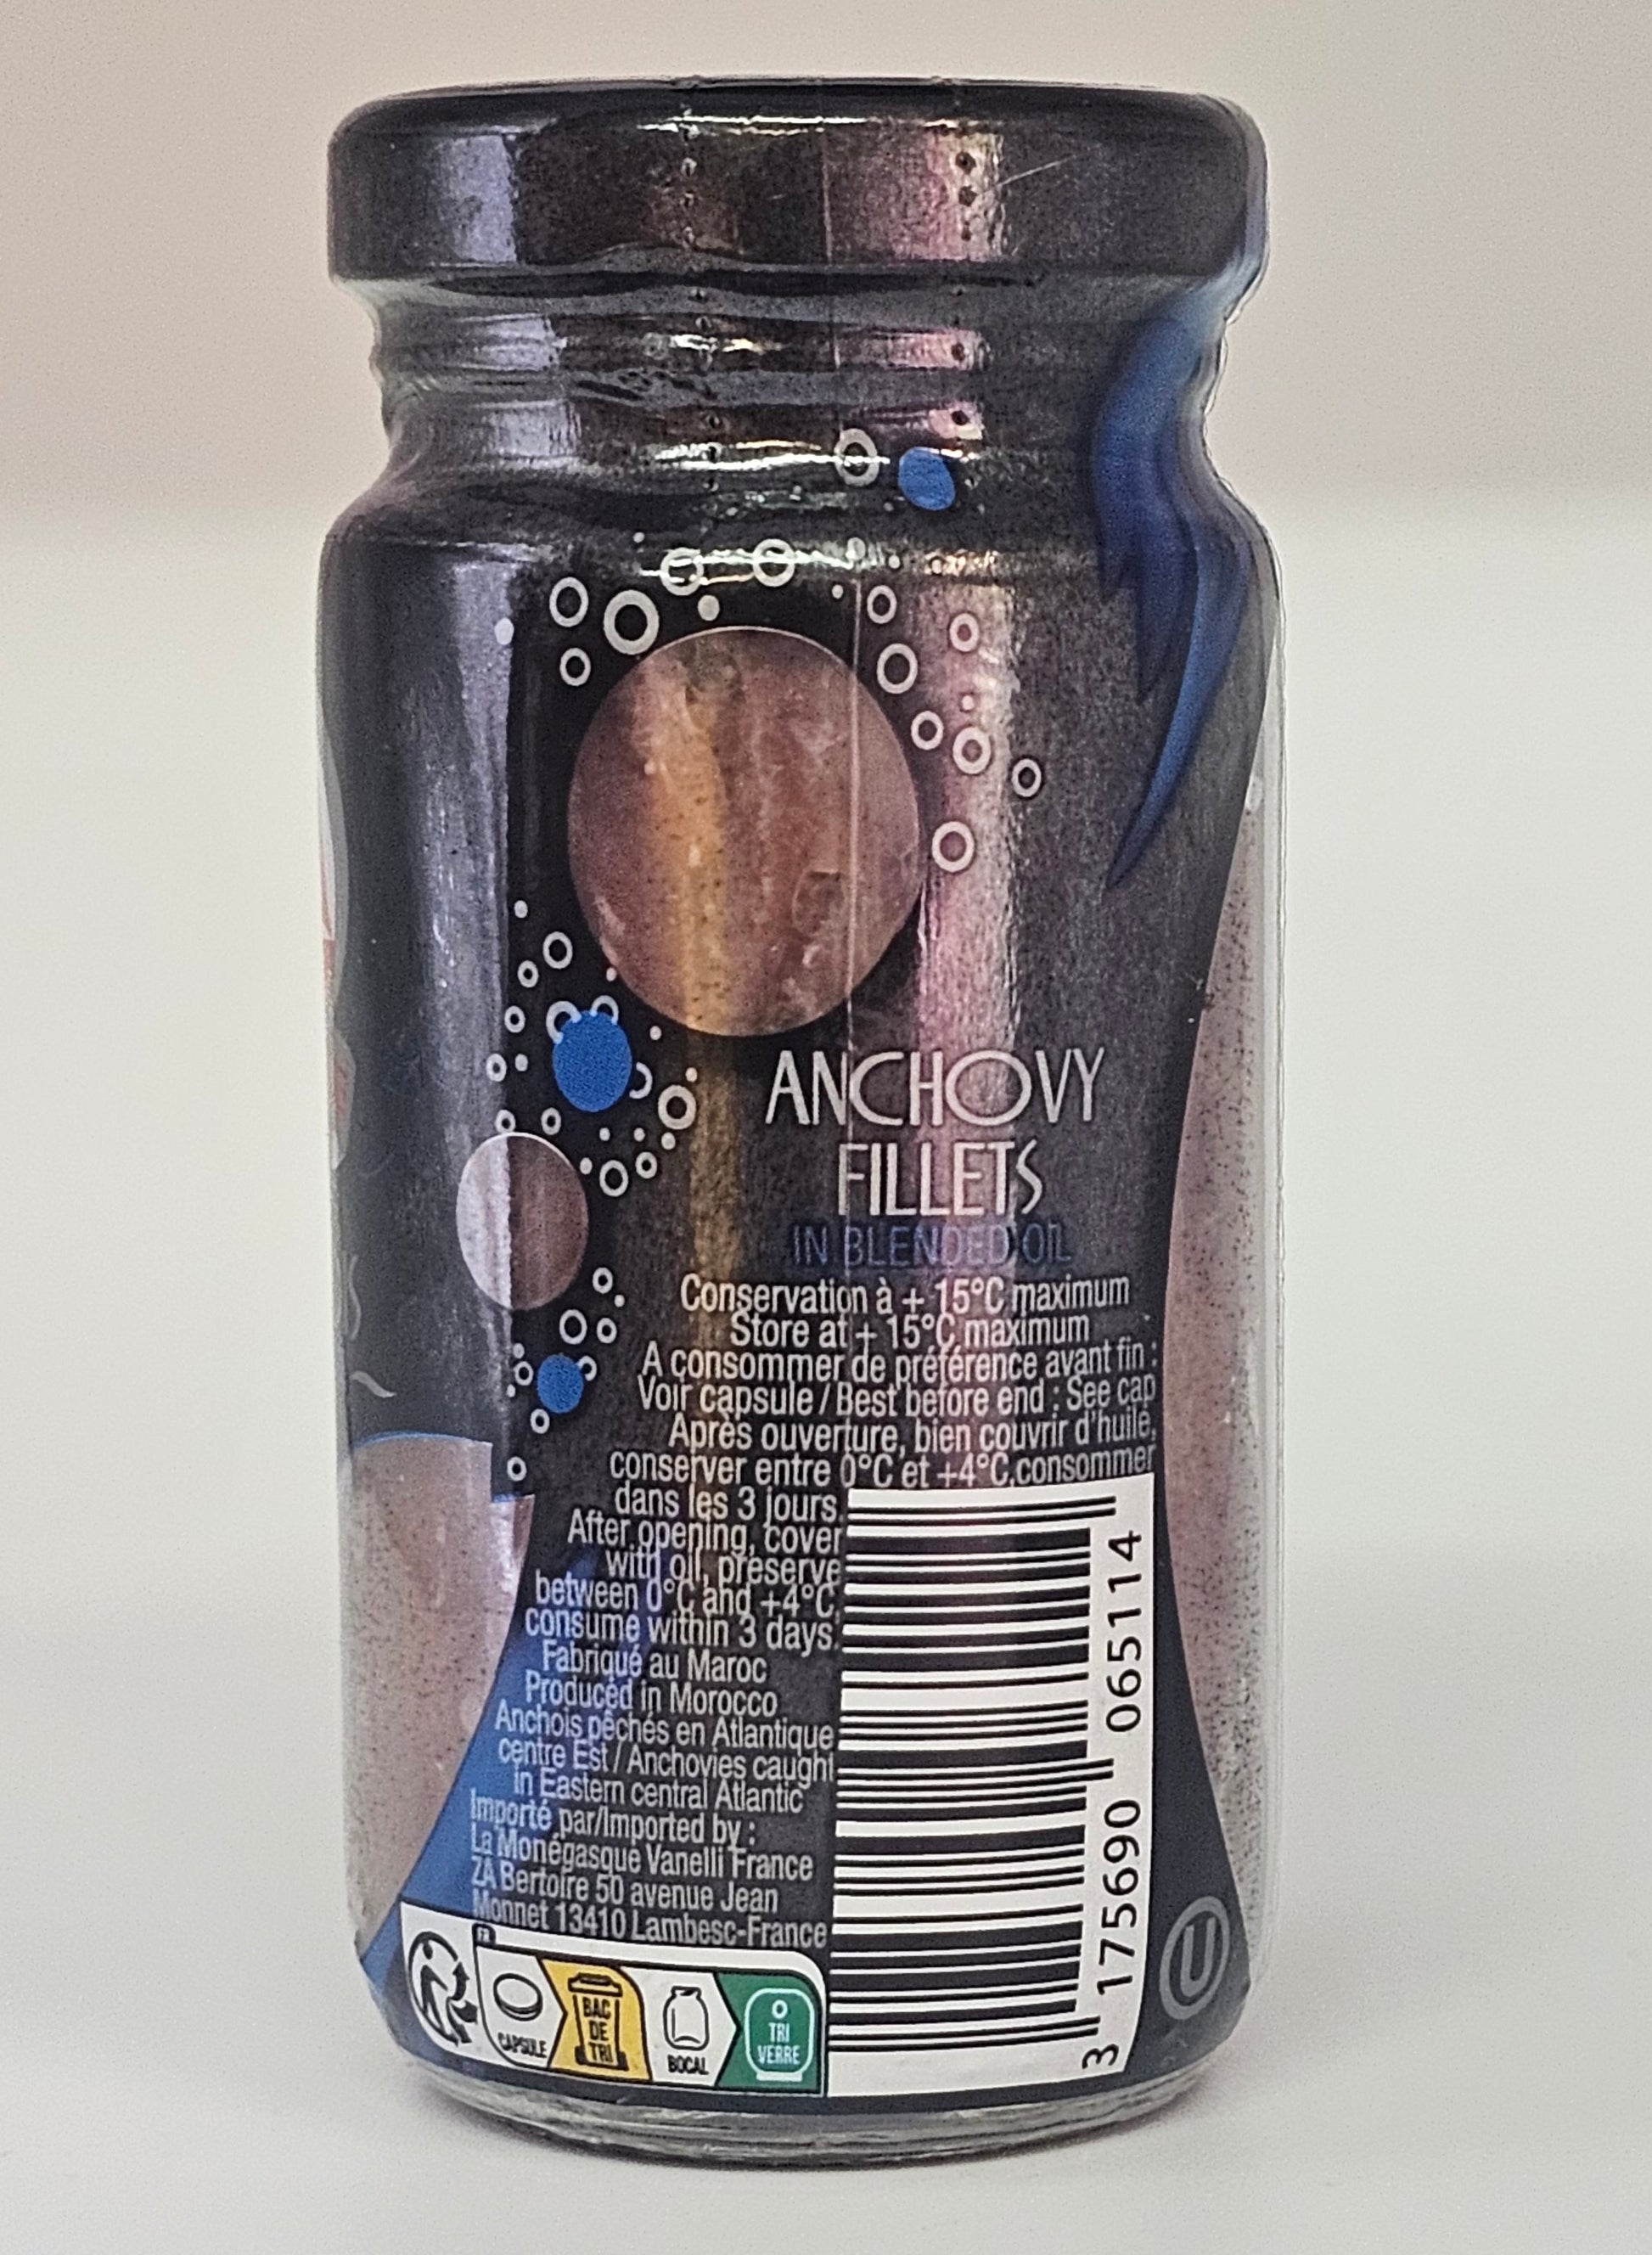 ANCHOVY
FILLETS
IN BLENDED OIL
Conservation à + 15°C maximum
Store at + 15°C maximum
A consommer de préférence avant fin :
Voir capsule / Best before end : See cap
Après ouverture, bien couvrir d'huile,
conserver entre 0°C et +4°C,consommer
dans les 3 jours.
After opening, cover
with oil, preserve
between 0°C and +4°C,
consume within 3 days.
Fabriqué au Maroc
Produced in Morocco
Anchois pêchés en Atlantique
centre Est / Anchovies caught
in Eastern central Atlantic
Importé par/Imported by :
La Monégasque Vanelli France
ZA Bertoire 50 avenue Jean
Monnet 13410 Lambesc-France
FR
CAPSULE
BAC
DE
TRI
BOCAL
TRI
VERRE
3 175690 065114
U